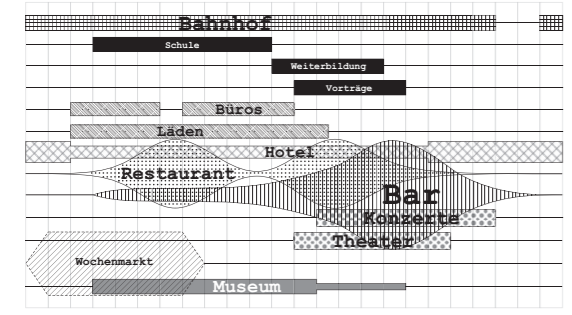 Bahnhof
Schule
Weiterbildung
Vorträge
Büros
Läden
Hotel
Restaurant
Bar
Konzerte
Theater
Wochenmarkt
Museum